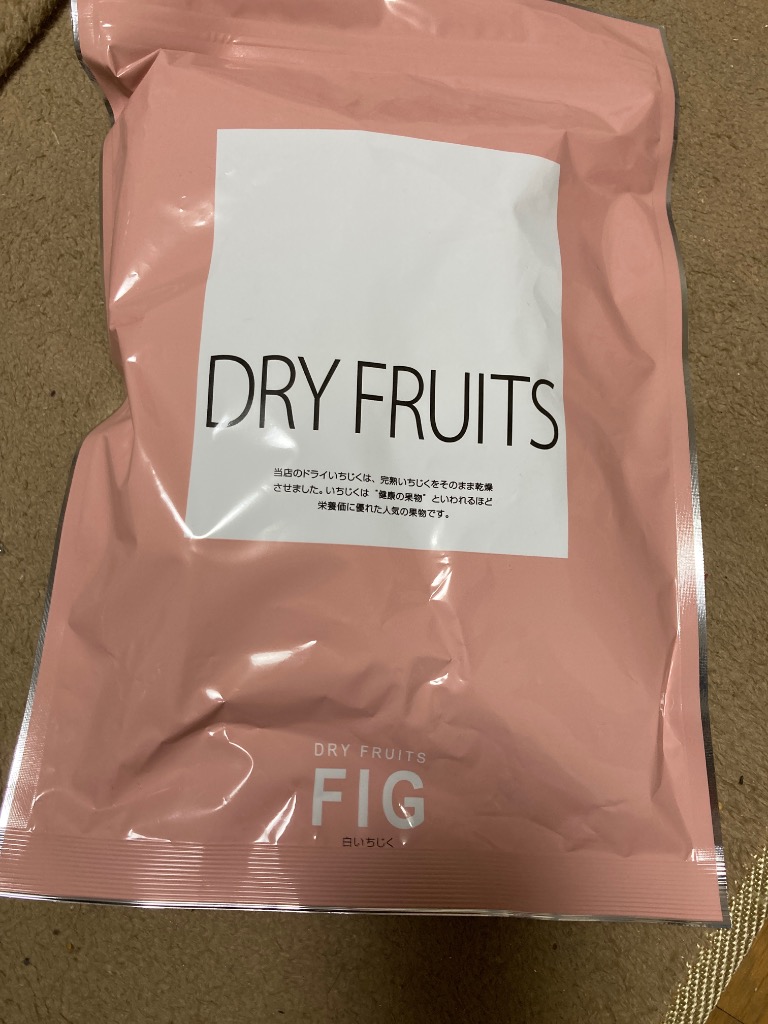 DRY FRUITS
当店のドライいちじくは、完熟いちじくをそのまま乾燥
させました。いちじくは“健康の果物”といわれるほど
栄養価に優れた人気の果物です。
DRY FRUITS
FIG
白いちじく